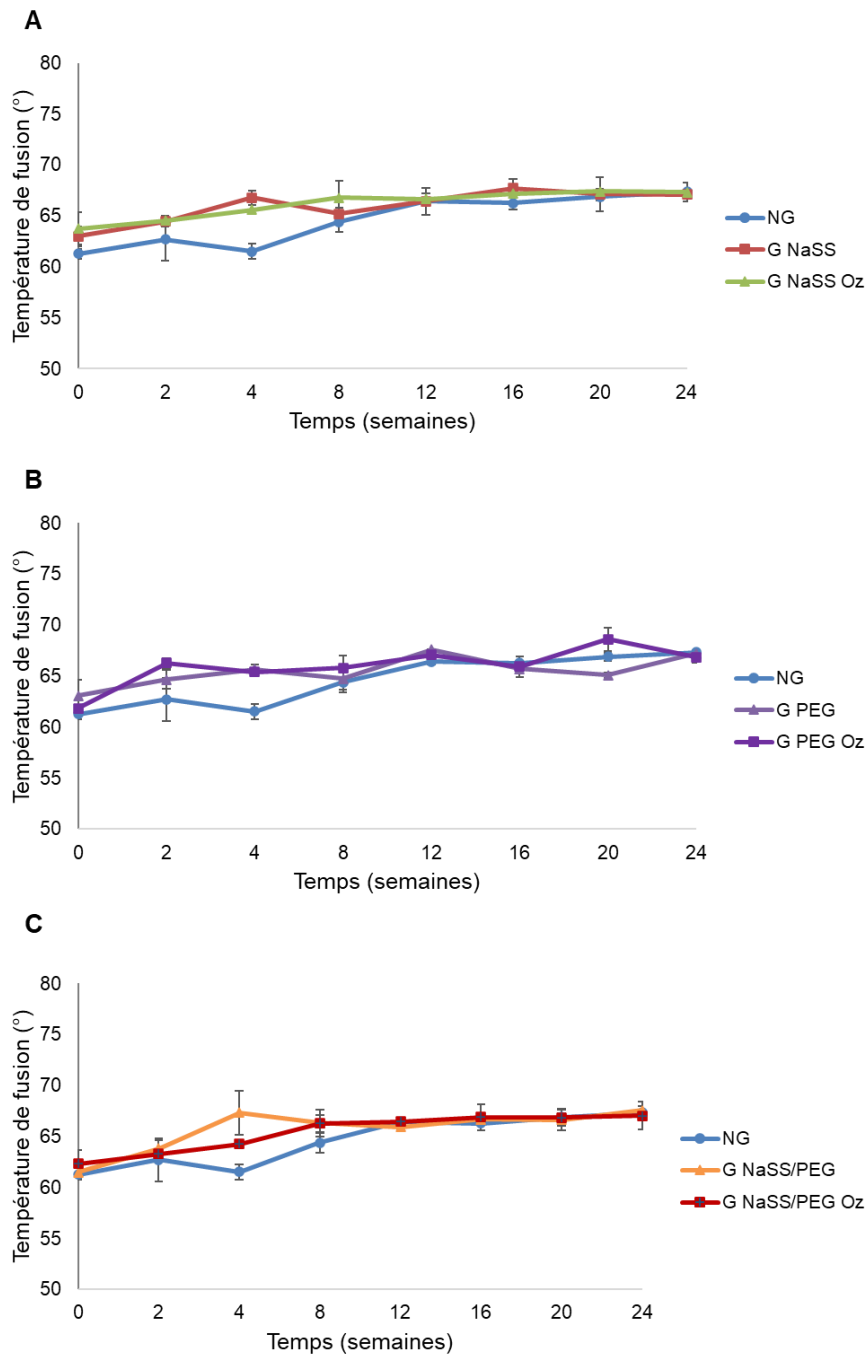 A
80
75
70
65
60
55
50
Température de fusion (°)
0 2 4 8 12 16 20 24
Temps (semaines)
NG
G NaSS
G NaSS Oz
B
80
75
70
65
60
55
50
Température de fusion (°)
0 2 4 8 12 16 20 24
Temps (semaines)
NG
G PEG
G PEG Oz
C
80
75
70
65
60
55
50
Température de fusion (°)
0 2 4 8 12 16 20 24
Temps (semaines)
NG
G NaSS/PEG
G NaSS/PEG Oz